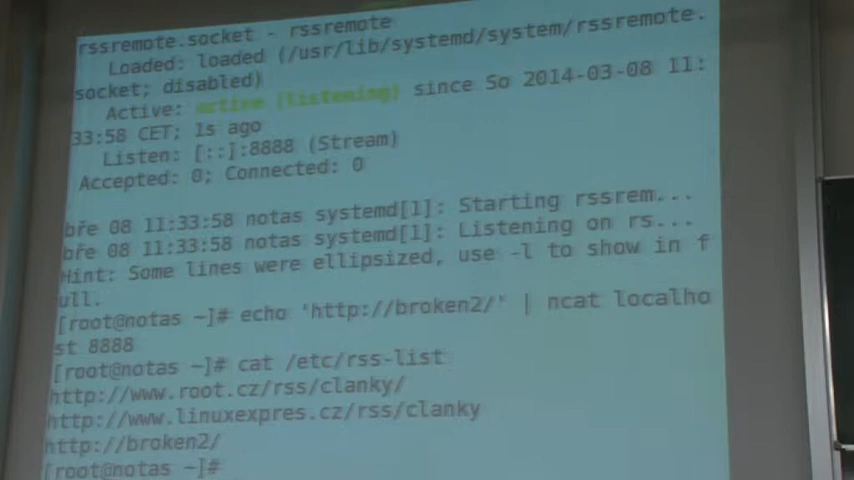 rssremote.socket - rssremote
Loaded: loaded (/usr/lib/systemd/system/rssremote.
socket; disabled)
Active: active (listening) since So 2014-03-08 11:
33:58 CET; 1s ago
Listen: [::]:8888 (Stream)
Accepted: 0; Connected: 0
bře 08 11:33:58 notas systemd[1]: Starting rssrem...
bře 08 11:33:58 notas systemd[1]: Listening on rs...
Hint: Some lines were ellipsized, use -l to show in f
ull.
[root@notas ~]# echo 'http://broken2/' | ncat localho
st 8888
[root@notas ~]# cat /etc/rss-list
http://www.root.cz/rss/clanky/
http://www.linuxexpres.cz/rss/clanky
http://broken2/
[root@notas ~]#